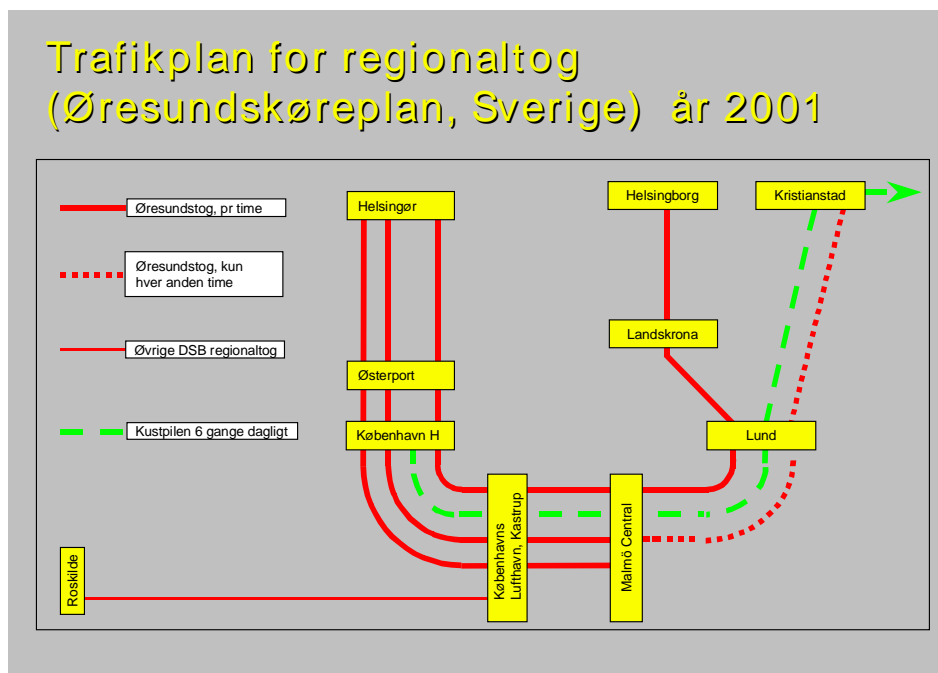 Trafikplan for regionaltog
(Øresundskøreplan, Sverige) år 2001
Øresundstog, pr time
Helsingør
Helsingborg
Kristianstad
Øresundstog, kun
hver anden time
Landskrona
Øvrige DSB regionaltog
Østerport
Kustpilen 6 gange dagligt
København H
Lund
Københavns
Lufthavn, Kastrup
Malmö Central
Roskilde